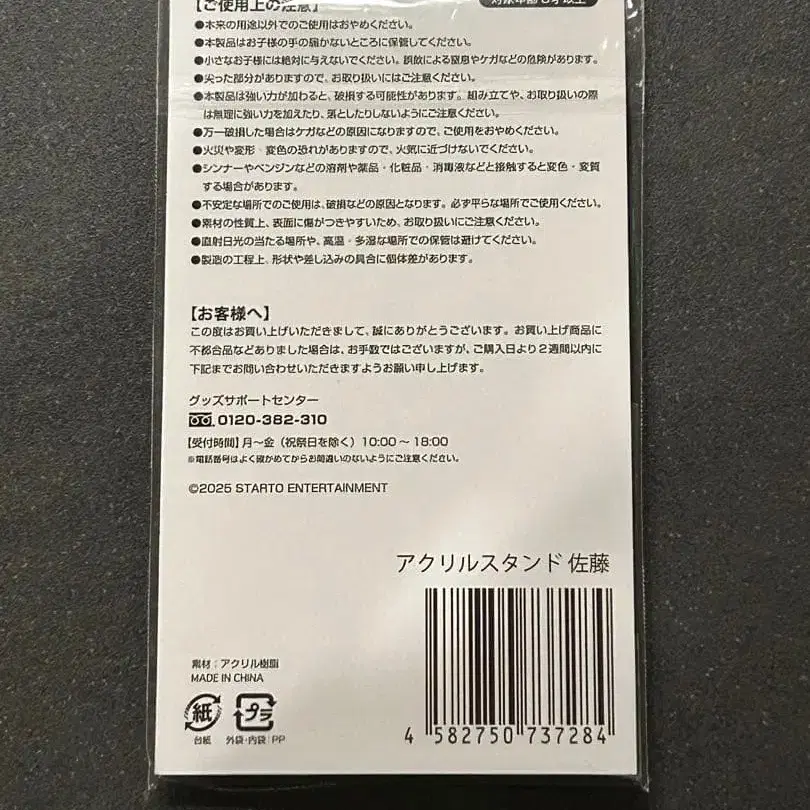 【ご使用上の注意】
対象年齢6才以上
●本来の用途以外でのご使用はおやめください。
●本製品はお子様の手の届かないところに保管してください。
●小さなお子様には絶対に与えないでください。誤飲による窒息やケガなどの危険があります。
●尖った部分がありますので、お取り扱いにはご注意ください。
●本製品は強い力が加わると、破損する可能性があります。組み立てや、お取り扱いの際
は無理に強い力を加えたり、落としたりしないようにご注意ください。
●万一破損した場合はケガなどの原因になりますので、ご使用をおやめください。
●火災や変形・変色の恐れがありますので、火気に近づけないでください。
●シンナーやベンジンなどの溶剤や薬品・化粧品・消毒液などと接触すると変色・変質
する場合があります。
●不安定な場所でのご使用は、破損などの原因となります。必ず平らな場所でご使用ください。
●素材の性質上、表面に傷がつきやすいため、お取り扱いにご注意ください。
●直射日光の当たる場所や、高温・多湿な場所での保管は避けてください。
●製造の工程上、形状や差し込みの具合に個体差があります。
【お客様へ】
この度はお買い上げいただきまして、誠にありがとうございます。お買い上げ商品に
不都合品などありました場合は、お手数ではございますが、ご購入日より2週間以内に
下記までお問い合わせいただきますようお願い申し上げます。
グッズサポートセンター
0120-382-310
【受付時間】月～金（祝祭日を除く）10:00～18:00
※電話番号はよく確かめてからお間違いのないようにご注意ください。
©2025 STARTO ENTERTAINMENT
アクリルスタンド 佐藤
素材：アクリル樹脂
MADE IN CHINA
紙
プラ
台紙
外袋・内袋：PP
4 582750 737284